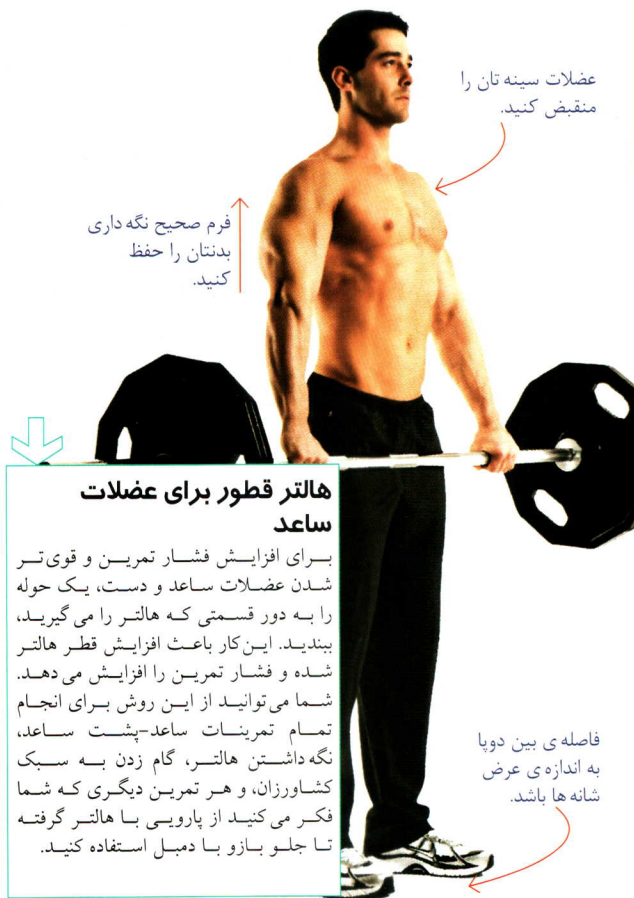 عضلات سینه تان را
منقبض کنید.
فرم صحیح نگه داری
بدنتان را حفظ
کنید.
هالتر قطور برای عضلات
ساعد
برای افزایش فشار تمرین و قوی‌تر
شدن عضلات ساعد و دست، یک حوله
را به دور قسمتی که هالتر را می‌گیرید،
ببندید. این‌کار باعث افزایش قطر هالتر
شده و فشار تمرین را افزایش می‌دهد.
شما می‌توانید از این روش برای انجام
تمام تمرینات ساعد-پشت ساعد،
نگه داشتن هالتر، گام زدن به سبک
کشاورزان، و هر تمرین دیگری که شما
فکر می‌کنید از پارویی با هالتر گرفته
تا جلو بازو با دمبل استفاده کنید.
فاصله ی بین دوپا
به اندازه ی عرض
شانه ها باشد.